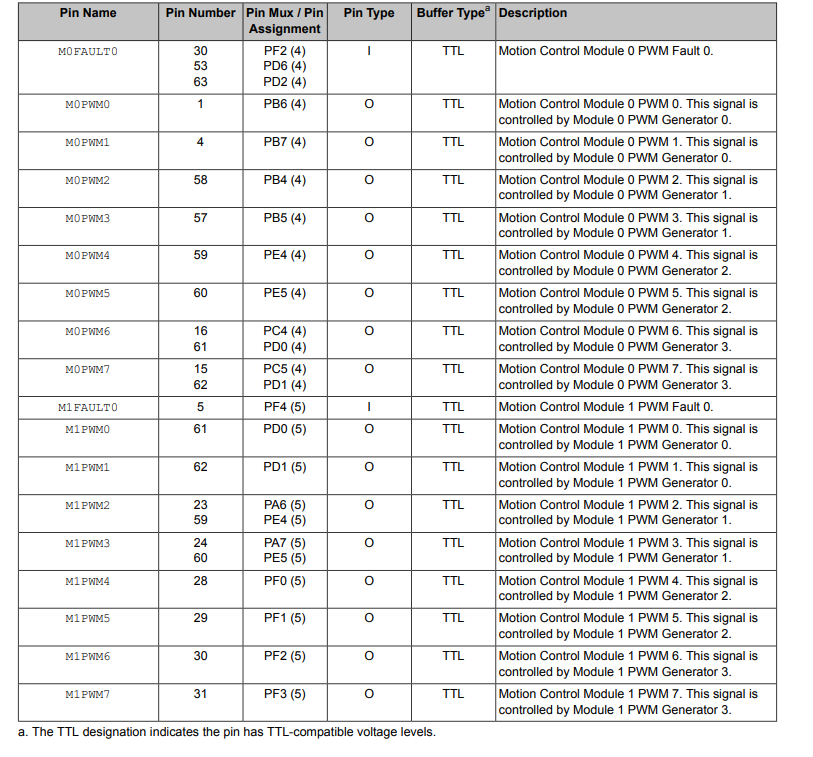 Pin Name Pin Number Pin Mux / Pin Assignment Pin Type Buffer Typeᵃ Description
M0FAULT0 30 PF2 (4) I TTL Motion Control Module 0 PWM Fault 0.
53 PD6 (4)
63 PD2 (4)
M0PWM0 1 PB6 (4) O TTL Motion Control Module 0 PWM 0. This signal is
controlled by Module 0 PWM Generator 0.
M0PWM1 4 PB7 (4) O TTL Motion Control Module 0 PWM 1. This signal is
controlled by Module 0 PWM Generator 0.
M0PWM2 58 PB4 (4) O TTL Motion Control Module 0 PWM 2. This signal is
controlled by Module 0 PWM Generator 1.
M0PWM3 57 PB5 (4) O TTL Motion Control Module 0 PWM 3. This signal is
controlled by Module 0 PWM Generator 1.
M0PWM4 59 PE4 (4) O TTL Motion Control Module 0 PWM 4. This signal is
controlled by Module 0 PWM Generator 2.
M0PWM5 60 PE5 (4) O TTL Motion Control Module 0 PWM 5. This signal is
controlled by Module 0 PWM Generator 2.
M0PWM6 16 PC4 (4) O TTL Motion Control Module 0 PWM 6. This signal is
61 PD0 (4) controlled by Module 0 PWM Generator 3.
M0PWM7 15 PC5 (4) O TTL Motion Control Module 0 PWM 7. This signal is
62 PD1 (4) controlled by Module 0 PWM Generator 3.
M1FAULT0 5 PF4 (5) I TTL Motion Control Module 1 PWM Fault 0.
M1PWM0 61 PD0 (5) O TTL Motion Control Module 1 PWM 0. This signal is
controlled by Module 1 PWM Generator 0.
M1PWM1 62 PD1 (5) O TTL Motion Control Module 1 PWM 1. This signal is
controlled by Module 1 PWM Generator 0.
M1PWM2 23 PA6 (5) O TTL Motion Control Module 1 PWM 2. This signal is
59 PE4 (5) controlled by Module 1 PWM Generator 1.
M1PWM3 24 PA7 (5) O TTL Motion Control Module 1 PWM 3. This signal is
60 PE5 (5) controlled by Module 1 PWM Generator 1.
M1PWM4 28 PF0 (5) O TTL Motion Control Module 1 PWM 4. This signal is
controlled by Module 1 PWM Generator 2.
M1PWM5 29 PF1 (5) O TTL Motion Control Module 1 PWM 5. This signal is
controlled by Module 1 PWM Generator 2.
M1PWM6 30 PF2 (5) O TTL Motion Control Module 1 PWM 6. This signal is
controlled by Module 1 PWM Generator 3.
M1PWM7 31 PF3 (5) O TTL Motion Control Module 1 PWM 7. This signal is
controlled by Module 1 PWM Generator 3.
a. The TTL designation indicates the pin has TTL-compatible voltage levels.